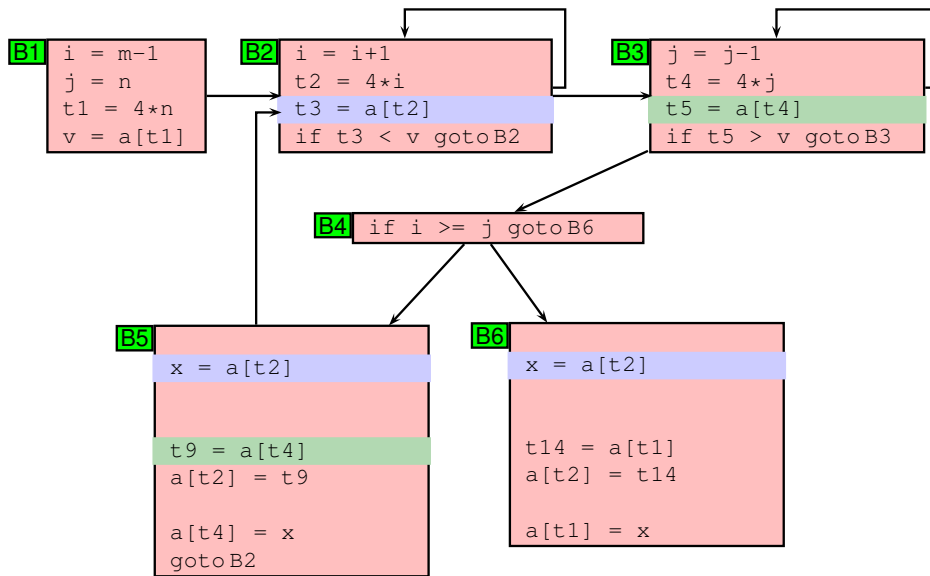 B1
i = m-1
j = n
t1 = 4*n
v = a[t1]
B2
i = i+1
t2 = 4*i
t3 = a[t2]
if t3 < v goto B2
B3
j = j-1
t4 = 4*j
t5 = a[t4]
if t5 > v goto B3
B4
if i >= j goto B6
B5
x = a[t2]
t9 = a[t4]
a[t2] = t9
a[t4] = x
goto B2
B6
x = a[t2]
t14 = a[t1]
a[t2] = t14
a[t1] = x